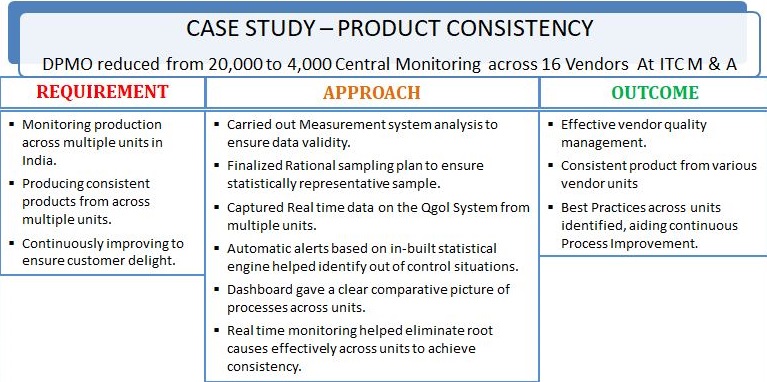 CASE STUDY – PRODUCT CONSISTENCY
DPMO reduced from 20,000 to 4,000 Central Monitoring across 16 Vendors At ITC M & A
REQUIREMENT
▪ Monitoring production
across multiple units in
India.
▪ Producing consistent
products from across
multiple units.
▪ Continuously improving to
ensure customer delight.
APPROACH
▪ Carried out Measurement system analysis to
ensure data validity.
▪ Finalized Rational sampling plan to ensure
statistically representative sample.
▪ Captured Real time data on the Qgol System from
multiple units.
▪ Automatic alerts based on in-built statistical
engine helped identify out of control situations.
▪ Dashboard gave a clear comparative picture of
processes across units.
▪ Real time monitoring helped eliminate root
causes effectively across units to achieve
consistency.
OUTCOME
▪ Effective vendor quality
management.
▪ Consistent product from various
vendor units
▪ Best Practices across units
identified, aiding continuous
Process Improvement.